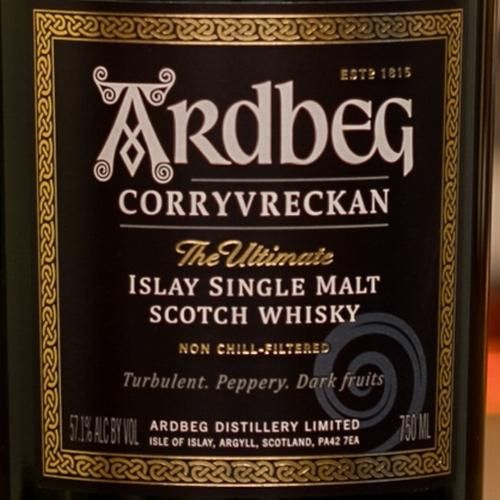 ESTD 1815
ARDBEG
CORRYVRECKAN
The Ultimate
ISLAY SINGLE MALT
SCOTCH WHISKY
NON CHILL-FILTERED
Turbulent. Peppery. Dark fruits
57.1% ALC BY VOL
ARDBEG DISTILLERY LIMITED
ISLE OF ISLAY, ARGYLL, SCOTLAND, PA42 7EA
750 ML